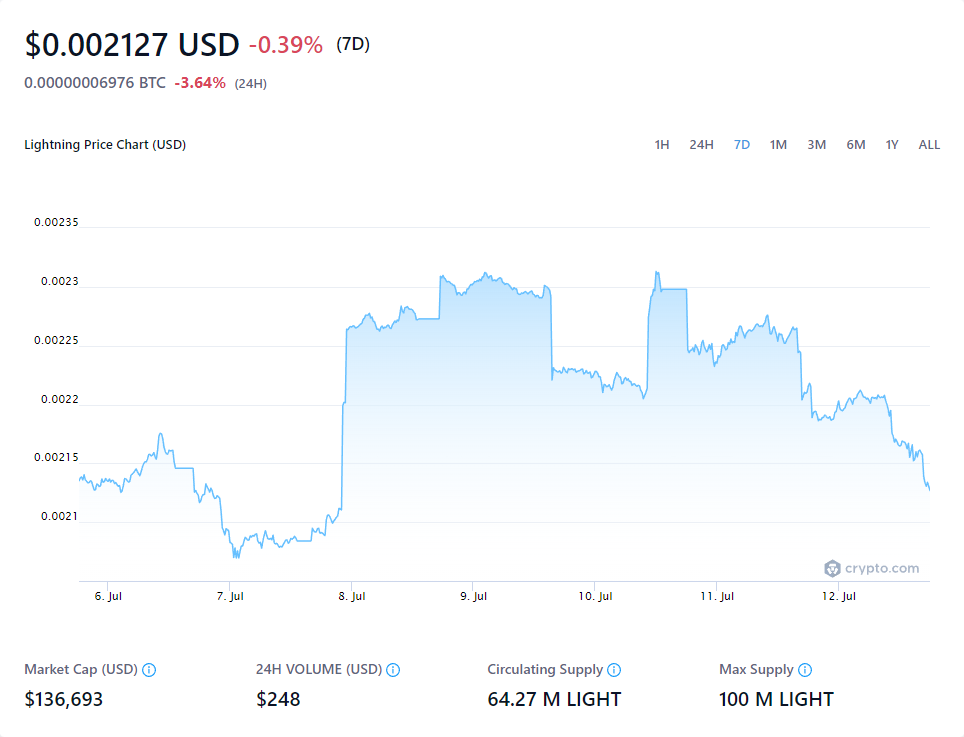 $0.002127 USD -0.39% (7D)
0.00000006976 BTC -3.64% (24H)
Lightning Price Chart (USD) 1H 24H 7D 1M 3M 6M 1Y ALL
0.00235
0.0023
0.00225
0.0022
0.00215
0.0021
crypto.com
6. Jul 7. Jul 8. Jul 9. Jul 10. Jul 11. Jul 12. Jul
Market Cap (USD) 24H VOLUME (USD) Circulating Supply Max Supply
$136,693 $248 64.27 M LIGHT 100 M LIGHT